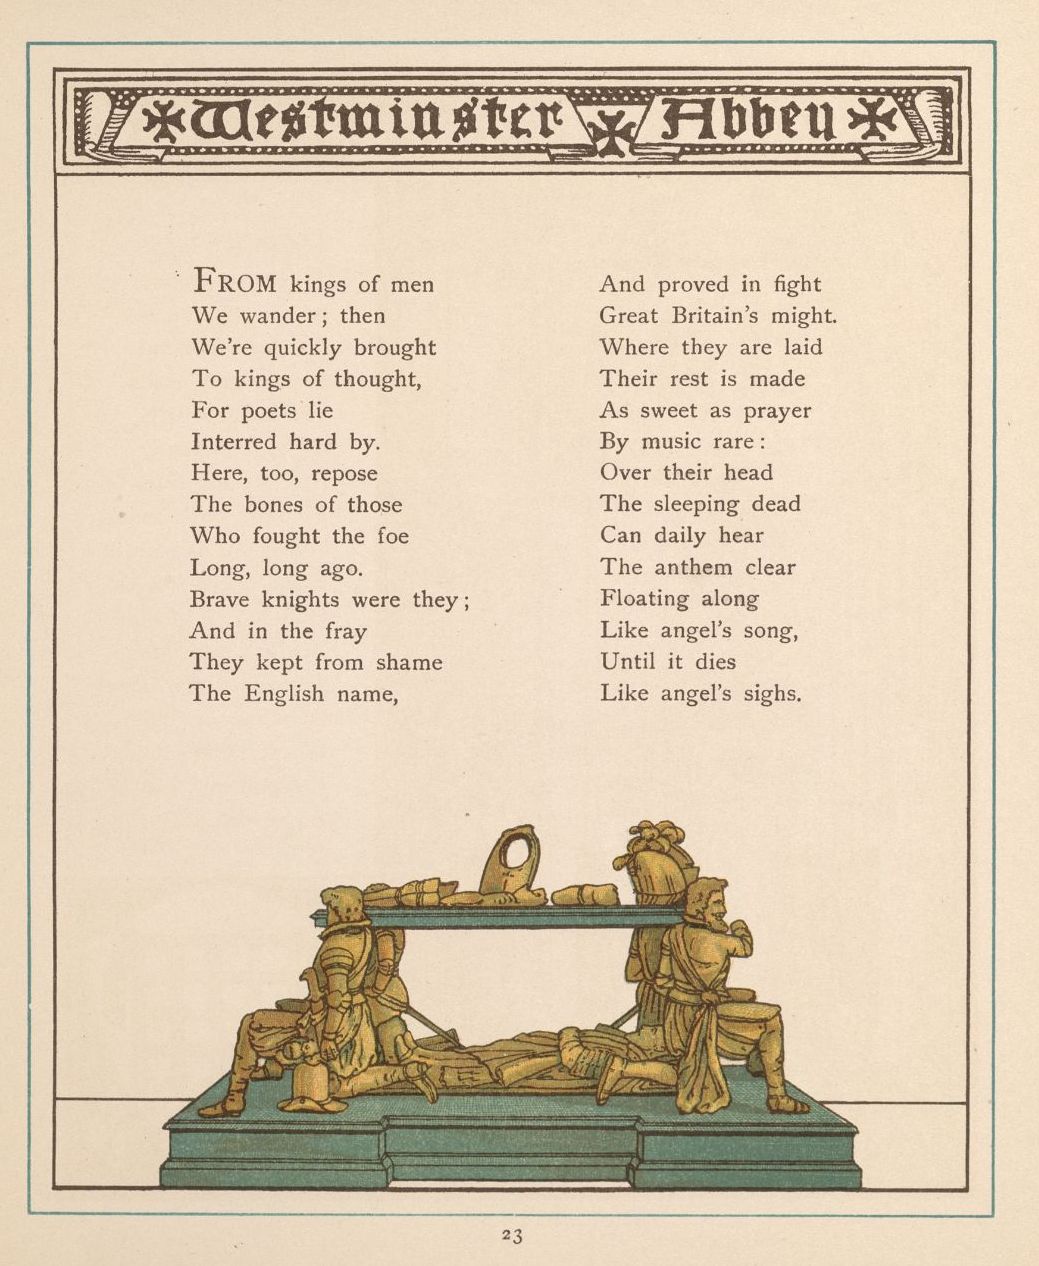 Westminster Abbey
FROM kings of men
We wander; then
We're quickly brought
To kings of thought,
For poets lie
Interred hard by.
Here, too, repose
The bones of those
Who fought the foe
Long, long ago.
Brave knights were they;
And in the fray
They kept from shame
The English name,
And proved in fight
Great Britain's might.
Where they are laid
Their rest is made
As sweet as prayer
By music rare:
Over their head
The sleeping dead
Can daily hear
The anthem clear
Floating along
Like angel's song,
Until it dies
Like angel's sighs.
23